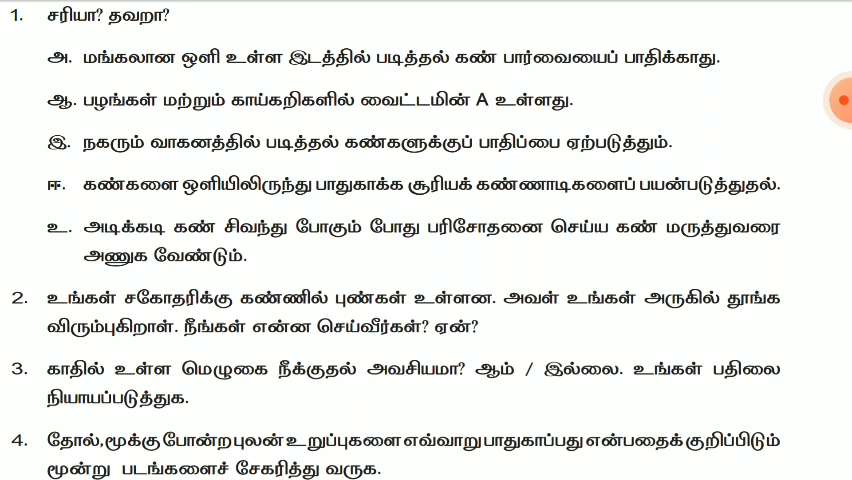 1. சரியா? தவறா?
அ. மங்கலான ஒளி உள்ள இடத்தில் படித்தல் கண் பார்வையைப் பாதிக்காது.
ஆ. பழங்கள் மற்றும் காய்கறிகளில் வைட்டமின் A உள்ளது.
இ. நகரும் வாகனத்தில் படித்தல் கண்களுக்குப் பாதிப்பை ஏற்படுத்தும்.
ஈ. கண்களை ஒளியிலிருந்து பாதுகாக்க சூரியக் கண்ணாடிகளைப் பயன்படுத்துதல்.
உ. அடிக்கடி கண் சிவந்து போகும் போது பரிசோதனை செய்ய கண் மருத்துவரை
அணுக வேண்டும்.
2. உங்கள் சகோதரிக்கு கண்ணில் புண்கள் உள்ளன. அவள் உங்கள் அருகில் தூங்க
விரும்புகிறாள். நீங்கள் என்ன செய்வீர்கள்? ஏன்?
3. காதில் உள்ள மெழுகை நீக்குதல் அவசியமா? ஆம் / இல்லை. உங்கள் பதிலை
நியாயப்படுத்துக.
4. தோல்,மூக்கு போன்ற புலன் உறுப்புகளை எவ்வாறு பாதுகாப்பது என்பதைக் குறிப்பிடும்
மூன்று படங்களைச் சேகரித்து வருக.